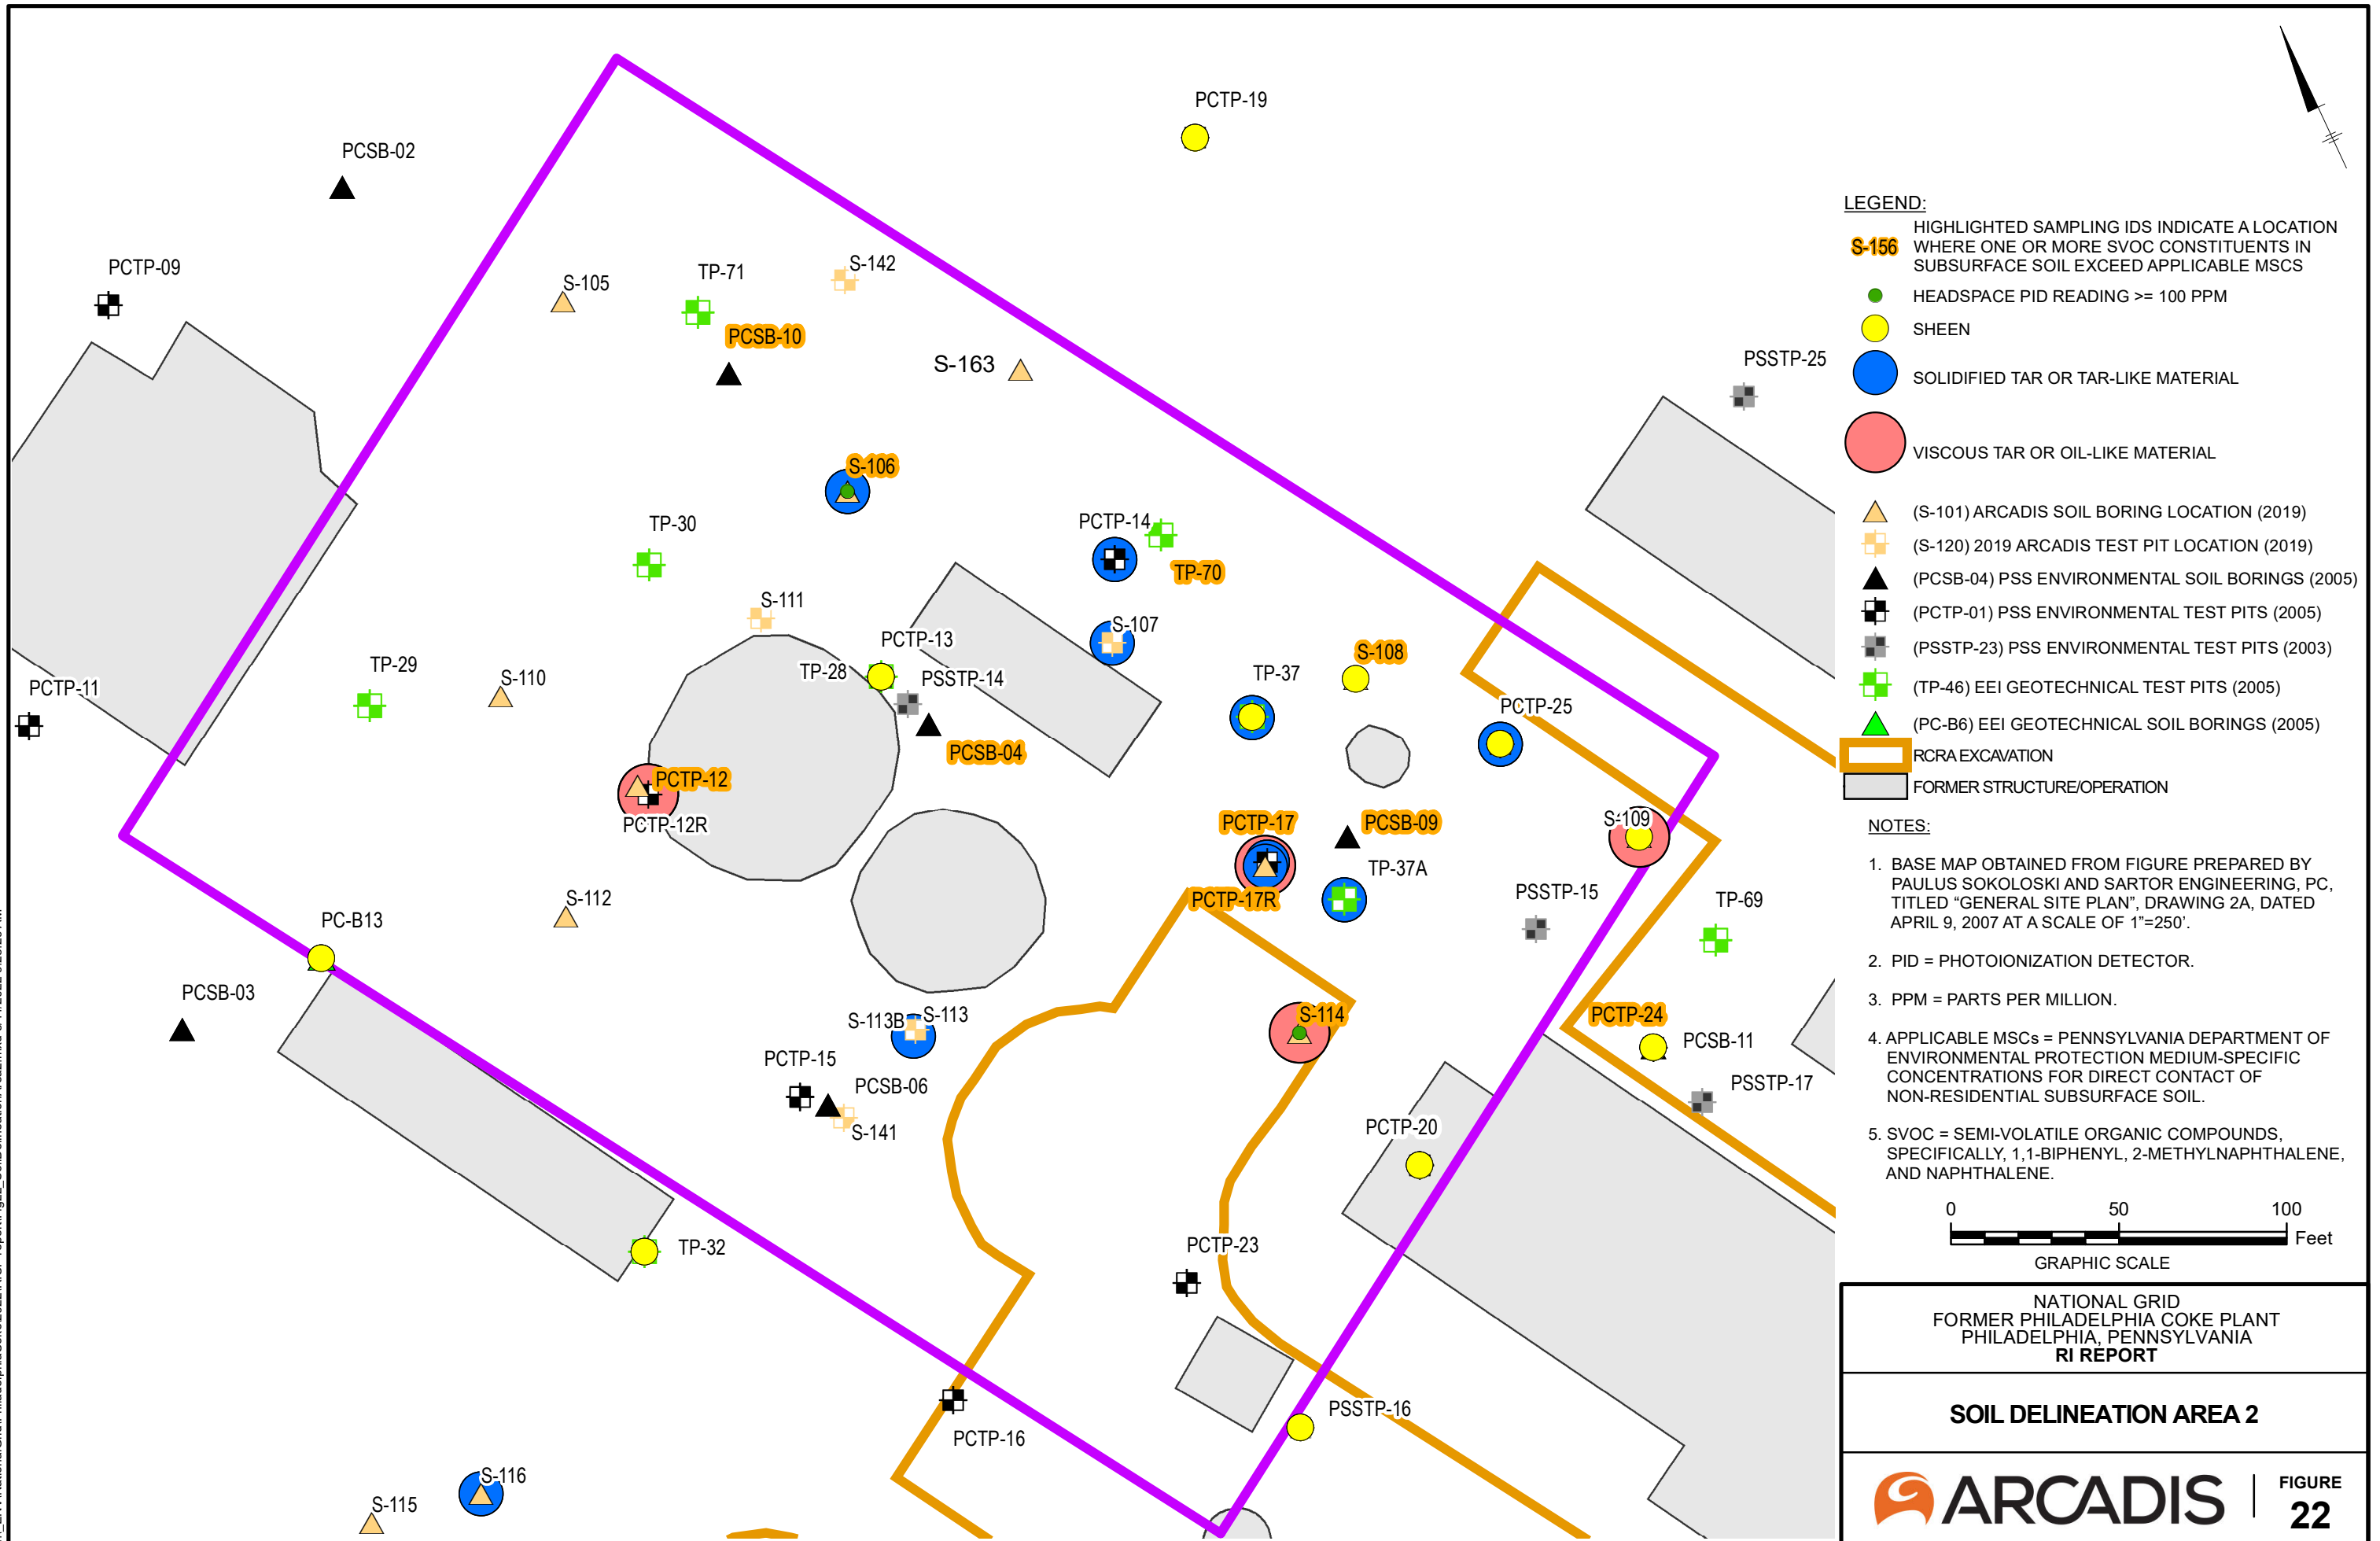 PCTP-19
PCSB-02
PCTP-09
S-105
TP-71
S-142
PCSB-10
S-163
PSSTP-25
S-106
TP-30
PCTP-14
TP-70
S-111
S-107
PCTP-13
TP-28
PSSTP-14
S-108
TP-37
TP-29
S-110
PCTP-11
PCTP-25
PCSB-04
PCTP-12
PCTP-12R
PCTP-17
PCSB-09
S-109
TP-37A
PCTP-17R
PSSTP-15
TP-69
S-112
PC-B13
PCSB-03
S-113B
S-113
S-114
PCTP-24
PCSB-11
PCTP-15
PCSB-06
PSSTP-17
S-141
PCTP-20
TP-32
PCTP-23
PSSTP-16
PCTP-16
S-116
S-115
LEGEND:
S-156
HIGHLIGHTED SAMPLING IDS INDICATE A LOCATION
WHERE ONE OR MORE SVOC CONSTITUENTS IN
SUBSURFACE SOIL EXCEED APPLICABLE MSCS
HEADSPACE PID READING >= 100 PPM
SHEEN
SOLIDIFIED TAR OR TAR-LIKE MATERIAL
VISCOUS TAR OR OIL-LIKE MATERIAL
(S-101) ARCADIS SOIL BORING LOCATION (2019)
(S-120) 2019 ARCADIS TEST PIT LOCATION (2019)
(PCSB-04) PSS ENVIRONMENTAL SOIL BORINGS (2005)
(PCTP-01) PSS ENVIRONMENTAL TEST PITS (2005)
(PSSTP-23) PSS ENVIRONMENTAL TEST PITS (2003)
(TP-46) EEI GEOTECHNICAL TEST PITS (2005)
(PC-B6) EEI GEOTECHNICAL SOIL BORINGS (2005)
RCRA EXCAVATION
FORMER STRUCTURE/OPERATION
NOTES:
1. BASE MAP OBTAINED FROM FIGURE PREPARED BY
PAULUS SOKOLOSKI AND SARTOR ENGINEERING, PC,
TITLED “GENERAL SITE PLAN”, DRAWING 2A, DATED
APRIL 9, 2007 AT A SCALE OF 1”=250’.
2. PID = PHOTOIONIZATION DETECTOR.
3. PPM = PARTS PER MILLION.
4. APPLICABLE MSCs = PENNSYLVANIA DEPARTMENT OF
ENVIRONMENTAL PROTECTION MEDIUM-SPECIFIC
CONCENTRATIONS FOR DIRECT CONTACT OF
NON-RESIDENTIAL SUBSURFACE SOIL.
5. SVOC = SEMI-VOLATILE ORGANIC COMPOUNDS,
SPECIFICALLY, 1,1-BIPHENYL, 2-METHYLNAPHTHALENE,
AND NAPHTHALENE.
0 50 100
Feet
GRAPHIC SCALE
NATIONAL GRID
FORMER PHILADELPHIA COKE PLANT
PHILADELPHIA, PENNSYLVANIA
RI REPORT
SOIL DELINEATION AREA 2
ARCADIS
FIGURE
22